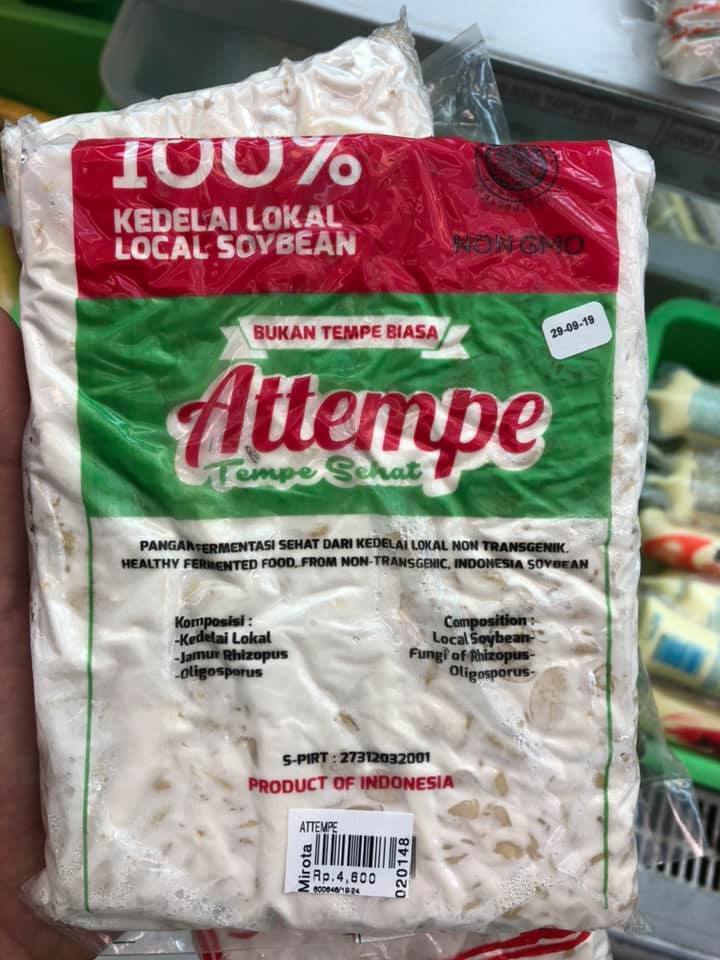 100%
KEDELAI LOKAL
LOCAL SOYBEAN
NON GMO
BUKAN TEMPE BIASA
29-09-19
Attempe
Tempe Sehat
PANGAN FERMENTASI SEHAT DARI KEDELAI LOKAL NON TRANSGENIK.
HEALTHY FERMENTED FOOD, FROM NON-TRANSGENIC, INDONESIA SOYBEAN
Komposisi :
-Kedelai Lokal
-Jamur Rhizopus
-Oligosporus
Composition :
Local Soybean-
Fungi of Rhizopus-
Oligosporus-
S-PIRT : 27312032001
PRODUCT OF INDONESIA
ATTEMPE
Mirota
Rp.4,600
020148